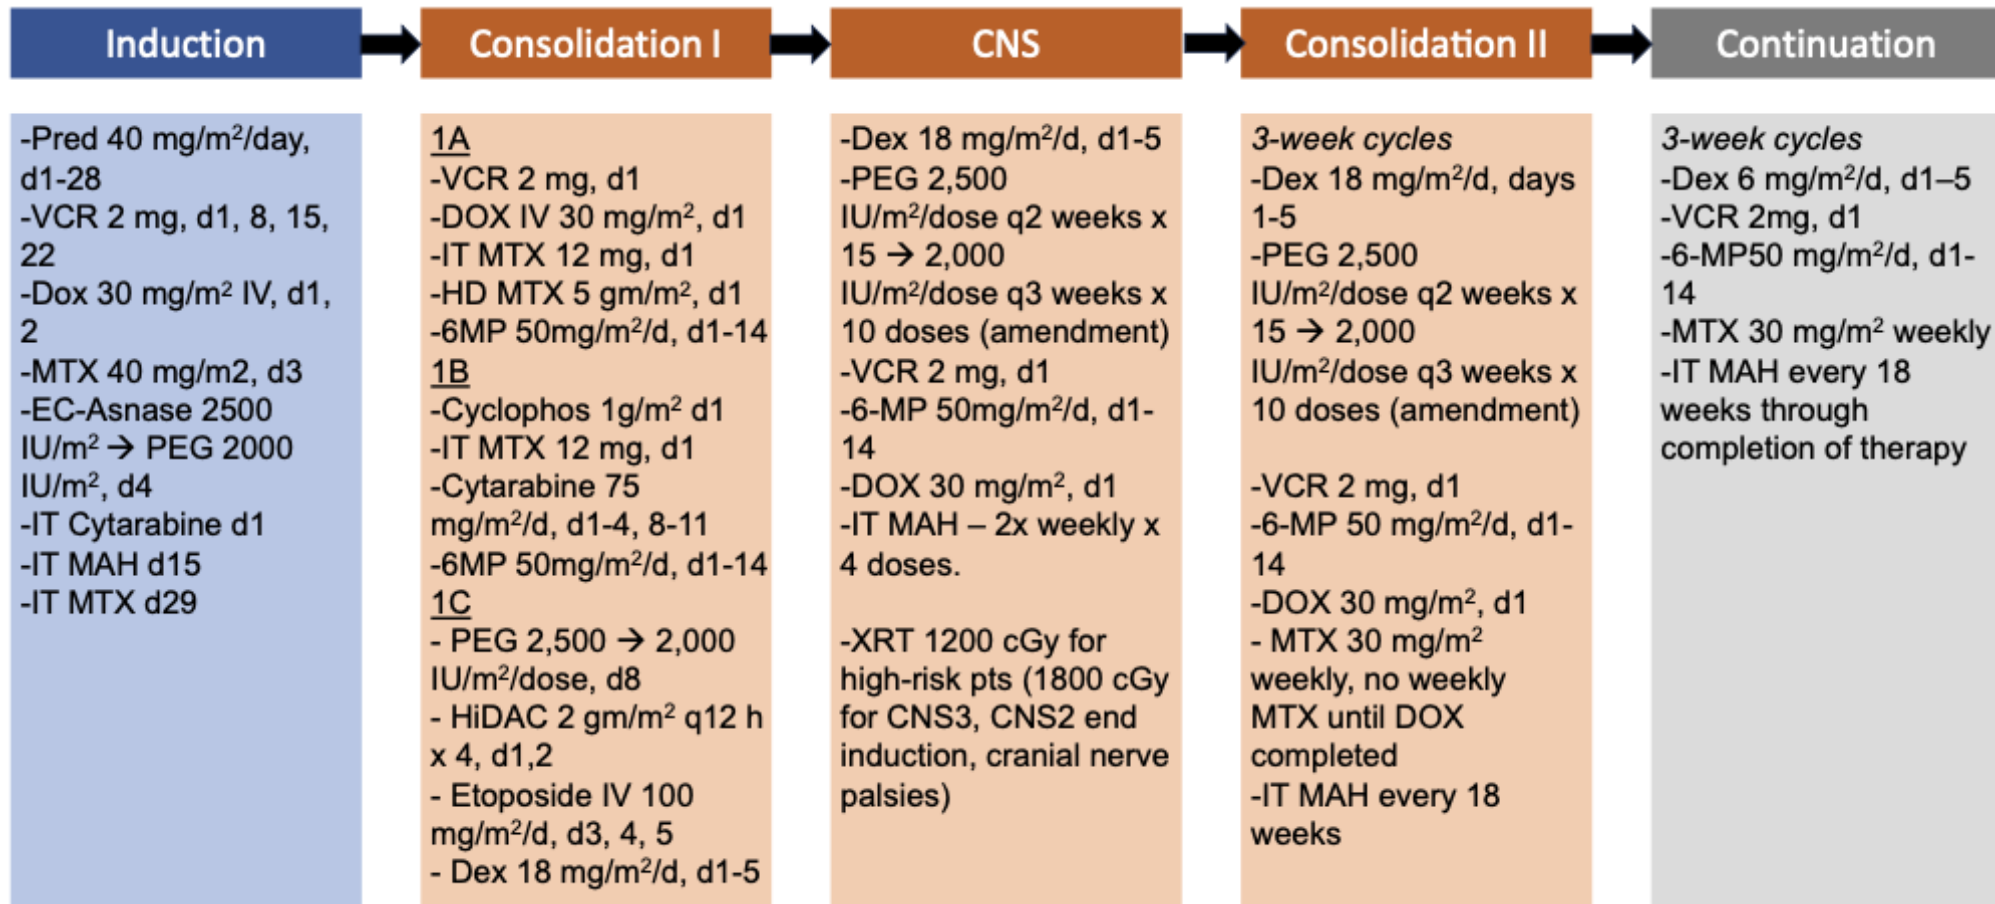 Induction
Consolidation I
CNS
Consolidation II
Continuation
-Pred 40 mg/m²/day,
d1-28
-VCR 2 mg, d1, 8, 15,
22
-Dox 30 mg/m² IV, d1,
2
-MTX 40 mg/m2, d3
-EC-Asnase 2500
IU/m² → PEG 2000
IU/m², d4
-IT Cytarabine d1
-IT MAH d15
-IT MTX d29
1A
-VCR 2 mg, d1
-DOX IV 30 mg/m², d1
-IT MTX 12 mg, d1
-HD MTX 5 gm/m², d1
-6MP 50mg/m²/d, d1-14
1B
-Cyclophos 1g/m² d1
-IT MTX 12 mg, d1
-Cytarabine 75
mg/m²/d, d1-4, 8-11
-6MP 50mg/m²/d, d1-14
1C
- PEG 2,500 → 2,000
IU/m²/dose, d8
- HiDAC 2 gm/m² q12 h
x 4, d1,2
- Etoposide IV 100
mg/m²/d, d3, 4, 5
- Dex 18 mg/m²/d, d1-5
-Dex 18 mg/m²/d, d1-5
-PEG 2,500
IU/m²/dose q2 weeks x
15 → 2,000
IU/m²/dose q3 weeks x
10 doses (amendment)
-VCR 2 mg, d1
-6-MP 50mg/m²/d, d1-
14
-DOX 30 mg/m², d1
-IT MAH – 2x weekly x
4 doses.
-XRT 1200 cGy for
high-risk pts (1800 cGy
for CNS3, CNS2 end
induction, cranial nerve
palsies)
3-week cycles
-Dex 18 mg/m²/d, days
1-5
-PEG 2,500
IU/m²/dose q2 weeks x
15 → 2,000
IU/m²/dose q3 weeks x
10 doses (amendment)
-VCR 2 mg, d1
-6-MP 50 mg/m²/d, d1-
14
-DOX 30 mg/m², d1
- MTX 30 mg/m²
weekly, no weekly
MTX until DOX
completed
-IT MAH every 18
weeks
3-week cycles
-Dex 6 mg/m²/d, d1–5
-VCR 2mg, d1
-6-MP50 mg/m²/d, d1-
14
-MTX 30 mg/m² weekly
-IT MAH every 18
weeks through
completion of therapy